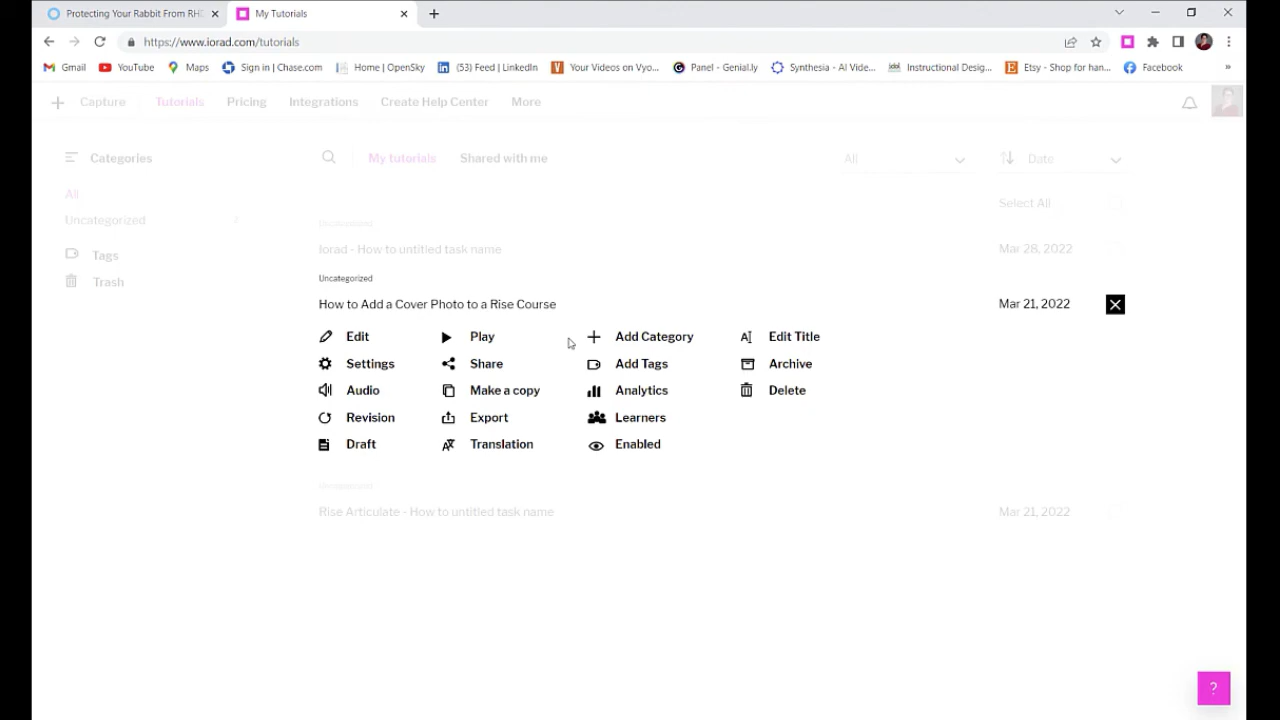 Protecting Your Rabbit From RH
My Tutorials
https://www.iorad.com/tutorials
Gmail YouTube Maps Sign in | Chase.com Home | OpenSky (53) Feed | LinkedIn Your Videos on Vyo... Panel - Genial.ly Synthesia - AI Vide... Instructional Desig... Etsy - Shop for han... Facebook »
Capture Tutorials Pricing Integrations Create Help Center More
Categories My tutorials Shared with me All Date
All
Select All
Uncategorized
Iorad - How to untitled task name Mar 28, 2022
Tags
Trash
Uncategorized
How to Add a Cover Photo to a Rise Course Mar 21, 2022
Edit Play Add Category Edit Title
Settings Share Add Tags Archive
Audio Make a copy Analytics Delete
Revision Export Learners
Draft Translation Enabled
Uncategorized
Rise Articulate - How to untitled task name Mar 21, 2022
?